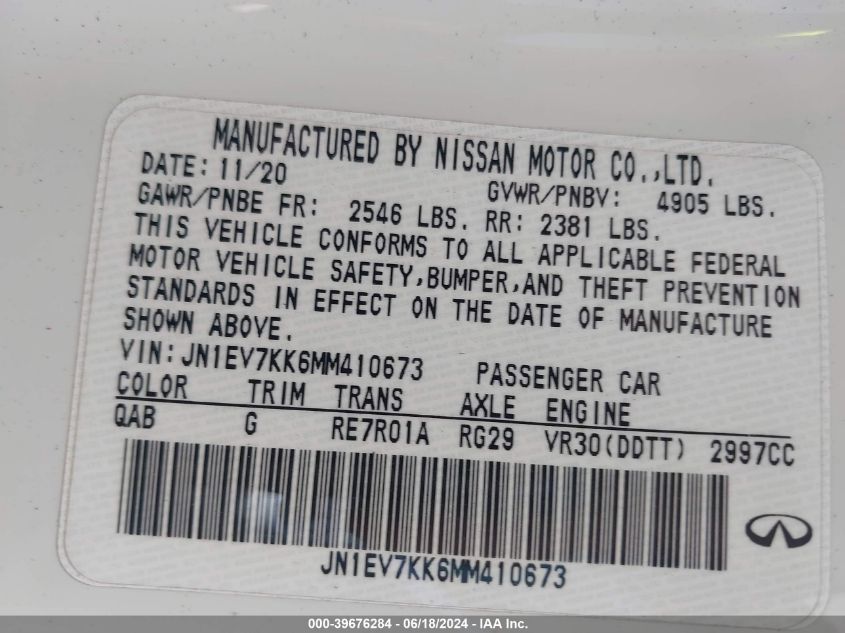 MANUFACTURED BY NISSAN MOTOR CO.,LTD.
DATE: 11/20 GVWR/PNBV: 4905 LBS.
GAWR/PNBE FR: 2546 LBS. RR: 2381 LBS.
THIS VEHICLE CONFORMS TO ALL APPLICABLE FEDERAL
MOTOR VEHICLE SAFETY,BUMPER,AND THEFT PREVENTION
STANDARDS IN EFFECT ON THE DATE OF MANUFACTURE
SHOWN ABOVE.
VIN:JN1EV7KK6MM410673 PASSENGER CAR
COLOR TRIM TRANS AXLE ENGINE
QAB G RE7R01A RG29 VR30(DDTT) 2997CC
JN1EV7KK6MM410673
000-39676284 - 06/18/2024 - IAA Inc.